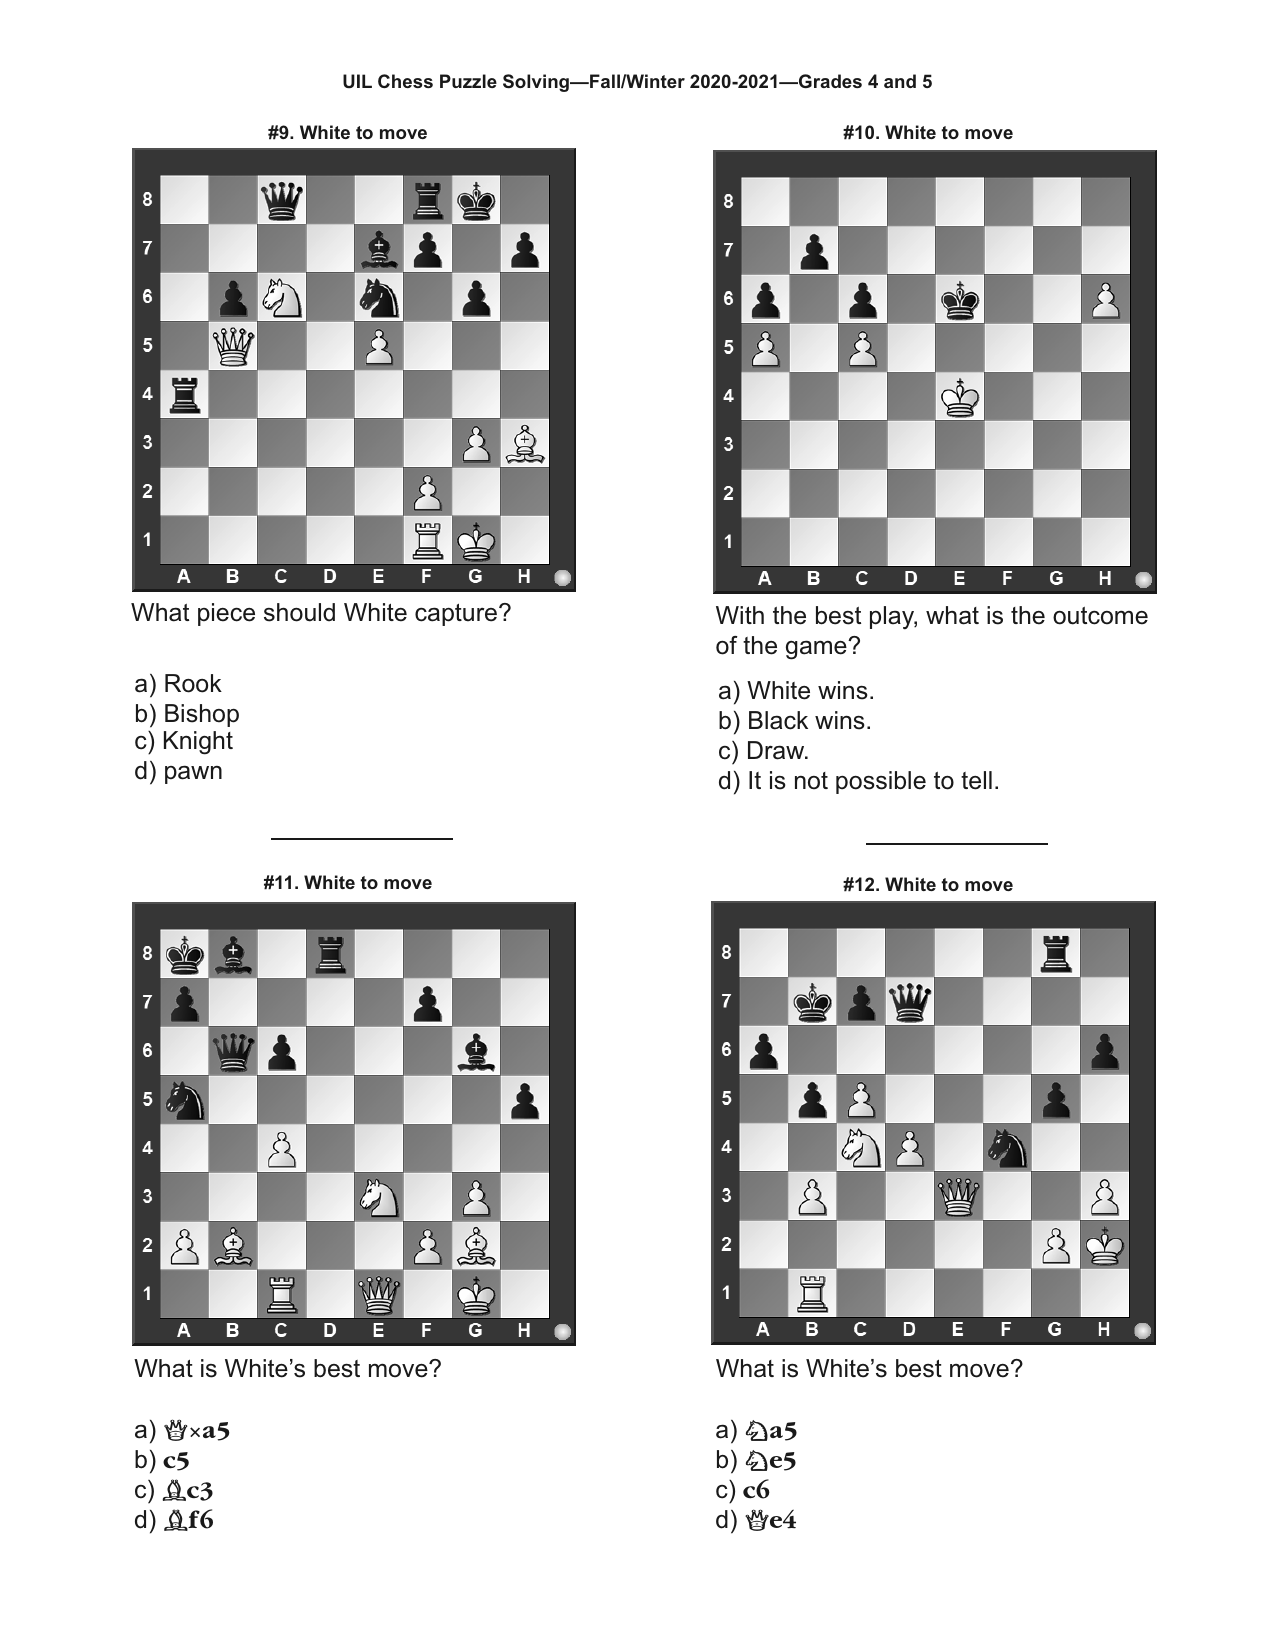 UIL Chess Puzzle Solving—Fall/Winter 2020-2021—Grades 4 and 5
#9. White to move
8
7
6
5
4
3
2
1
A B C D E F G H
What piece should White capture?
a) Rook
b) Bishop
c) Knight
d) pawn
#10. White to move
8
7
6
5
4
3
2
1
A B C D E F G H
With the best play, what is the outcome
of the game?
a) White wins.
b) Black wins.
c) Draw.
d) It is not possible to tell.
#11. White to move
8
7
6
5
4
3
2
1
A B C D E F G H
What is White’s best move?
a) ♕×a5
b) c5
c) ♗c3
d) ♗f6
#12. White to move
8
7
6
5
4
3
2
1
A B C D E F G H
What is White’s best move?
a) ♘a5
b) ♘e5
c) c6
d) ♕e4